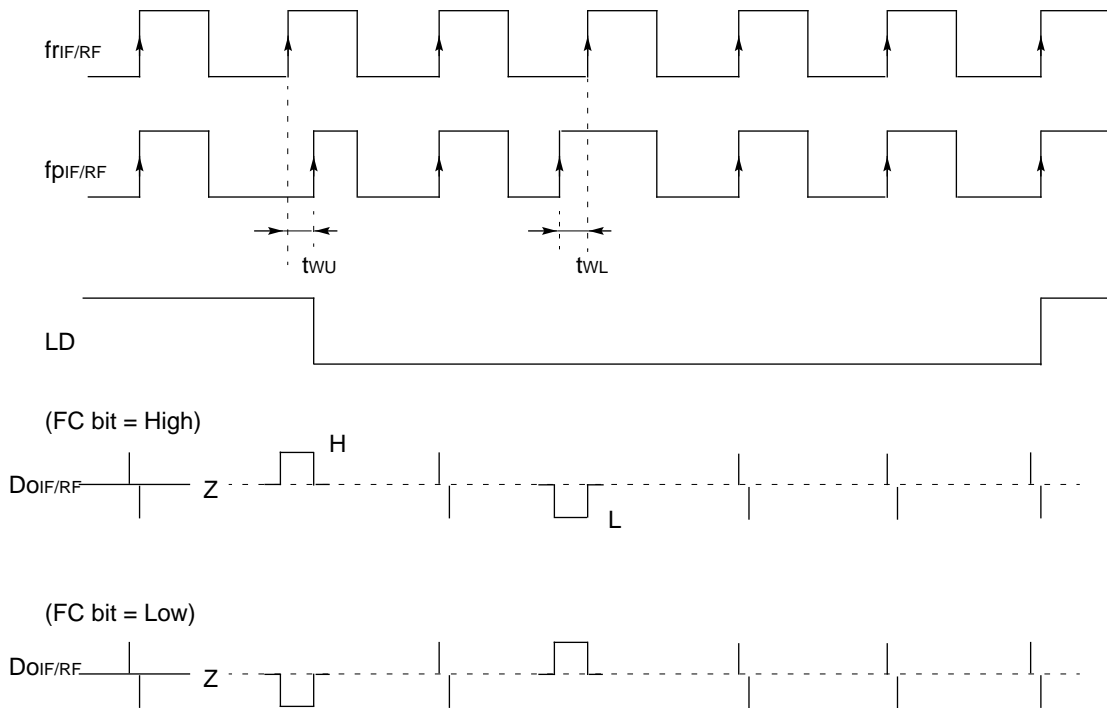 frIF/RF
fpIF/RF
tWU
tWL
LD
(FC bit = High)
H
DoIF/RF
Z
L
(FC bit = Low)
DoIF/RF
Z